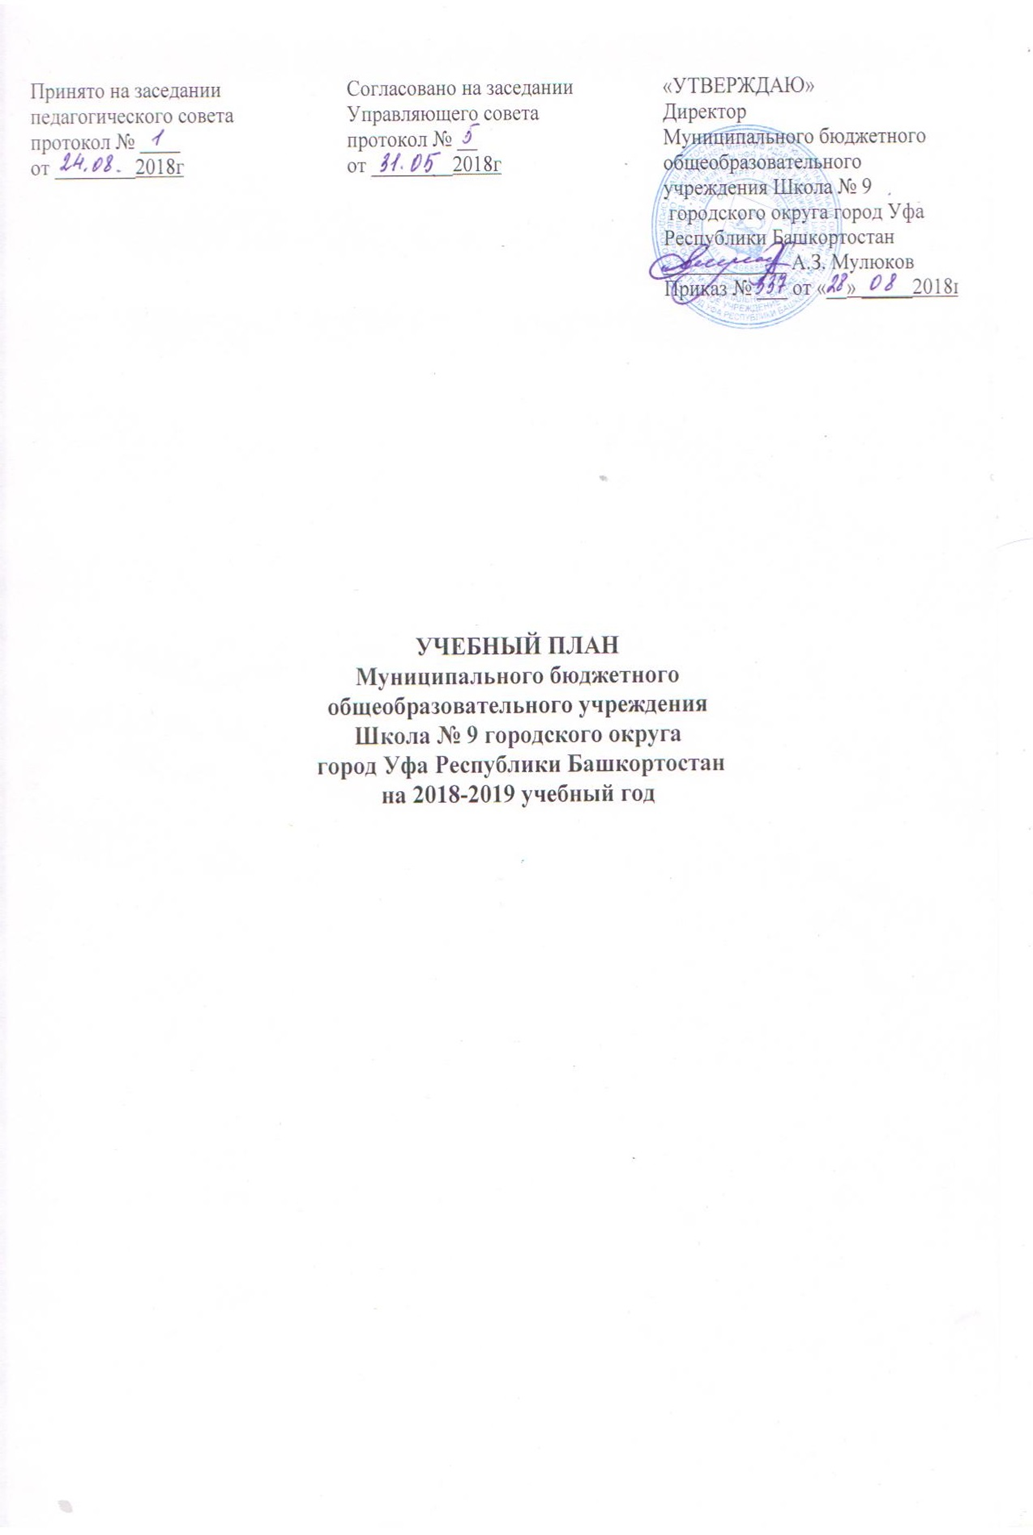 Принято на заседании
педагогического совета
протокол № 1
от 24.08. 2018г
Согласовано на заседании
Управляющего совета
протокол № 5
от 31.05 2018г
«УТВЕРЖДАЮ»
Директор
Муниципального бюджетного
общеобразовательного
учреждения Школа № 9
городского округа город Уфа
Республики Башкортостан
А.З. Мулюков
Приказ № 337 от «28» 08 2018г
УЧЕБНЫЙ ПЛАН
Муниципального бюджетного
общеобразовательного учреждения
Школа № 9 городского округа
город Уфа Республики Башкортостан
на 2018-2019 учебный год